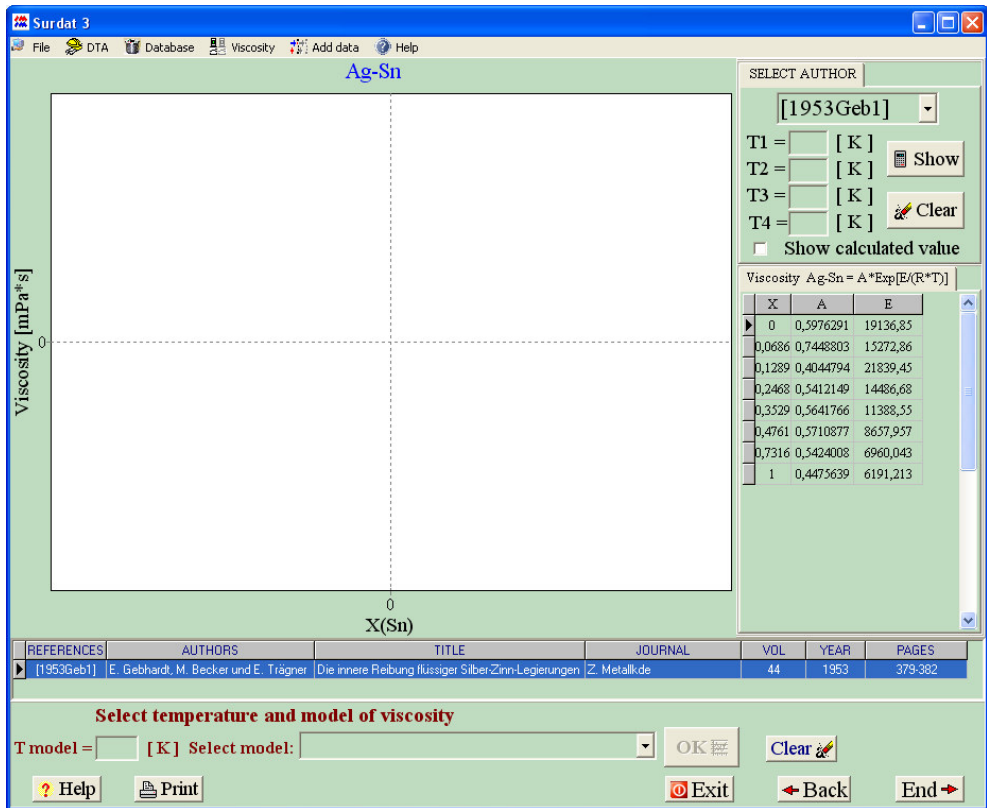 Surdat 3
File DTA Database Viscosity Add data Help
Ag-Sn
Viscosity [mPa*s]
0
0
X(Sn)
SELECT AUTHOR
[1953Geb1]
T1 = [ K ]
T2 = [ K ]
T3 = [ K ]
T4 = [ K ]
Show
Clear
Show calculated value
Viscosity Ag-Sn = A*Exp[E/(R*T)]
X A E
0 0,5976291 19136,85
0,0686 0,7448803 15272,86
0,1289 0,4044794 21839,45
0,2468 0,5412149 14486,68
0,3529 0,5641766 11388,55
0,4761 0,5710877 8657,957
0,7316 0,5424008 6960,043
1 0,4475639 6191,213
REFERENCES AUTHORS TITLE JOURNAL VOL YEAR PAGES
[1953Geb1] E. Gebhardt, M. Becker und E. Trägner Die innere Reibung flüssiger Silber-Zinn-Legierungen Z. Metallkde 44 1953 379-382
Select temperature and model of viscosity
T model = [ K ] Select model: OK Clear
? Help Print Exit Back End